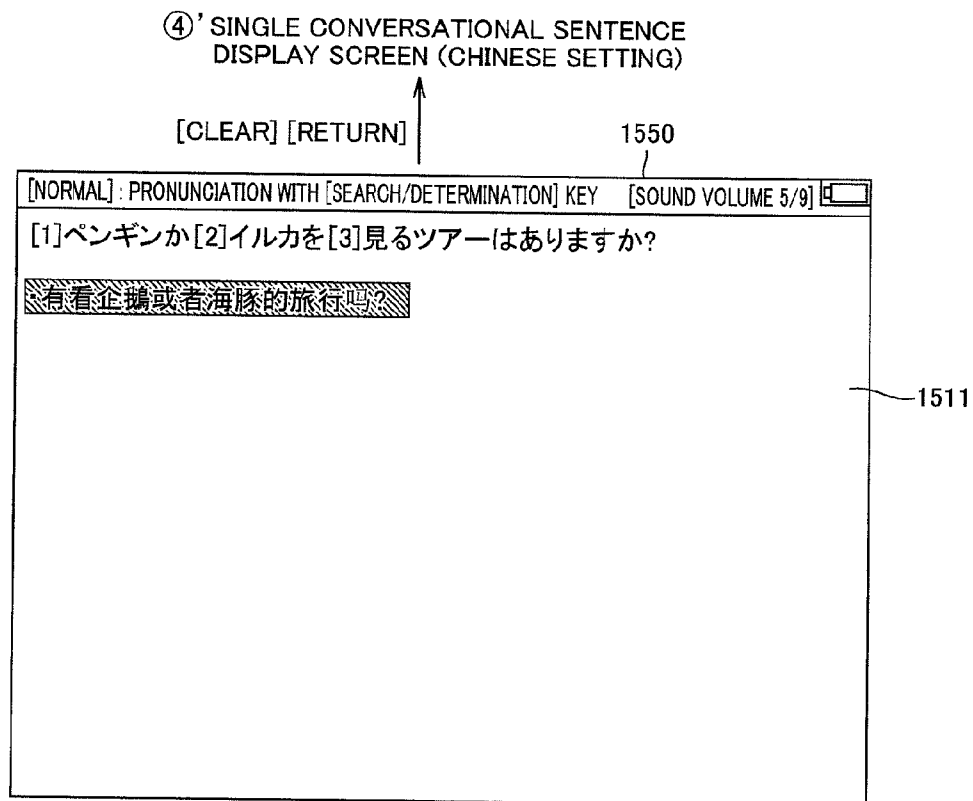 ④' SINGLE CONVERSATIONAL SENTENCE
DISPLAY SCREEN (CHINESE SETTING)
[CLEAR] [RETURN]
1550
[NORMAL] : PRONUNCIATION WITH [SEARCH/DETERMINATION] KEY [SOUND VOLUME 5/9]
[1]ペンギンか[2]イルカを[3]見るツアーはありますか?
・有看企鵝或者海豚的旅行吗?
1511